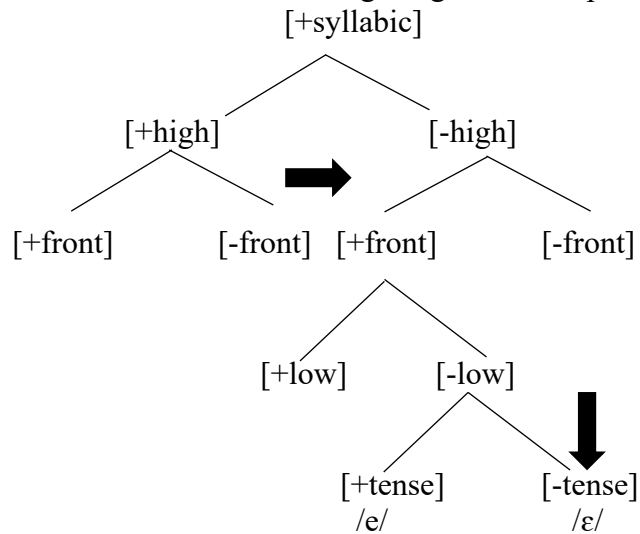 [+syllabic]
[+high] [-high]
[+front] [-front] [+front] [-front]
[+low] [-low]
[+tense] [-tense]
/e/ /ɛ/